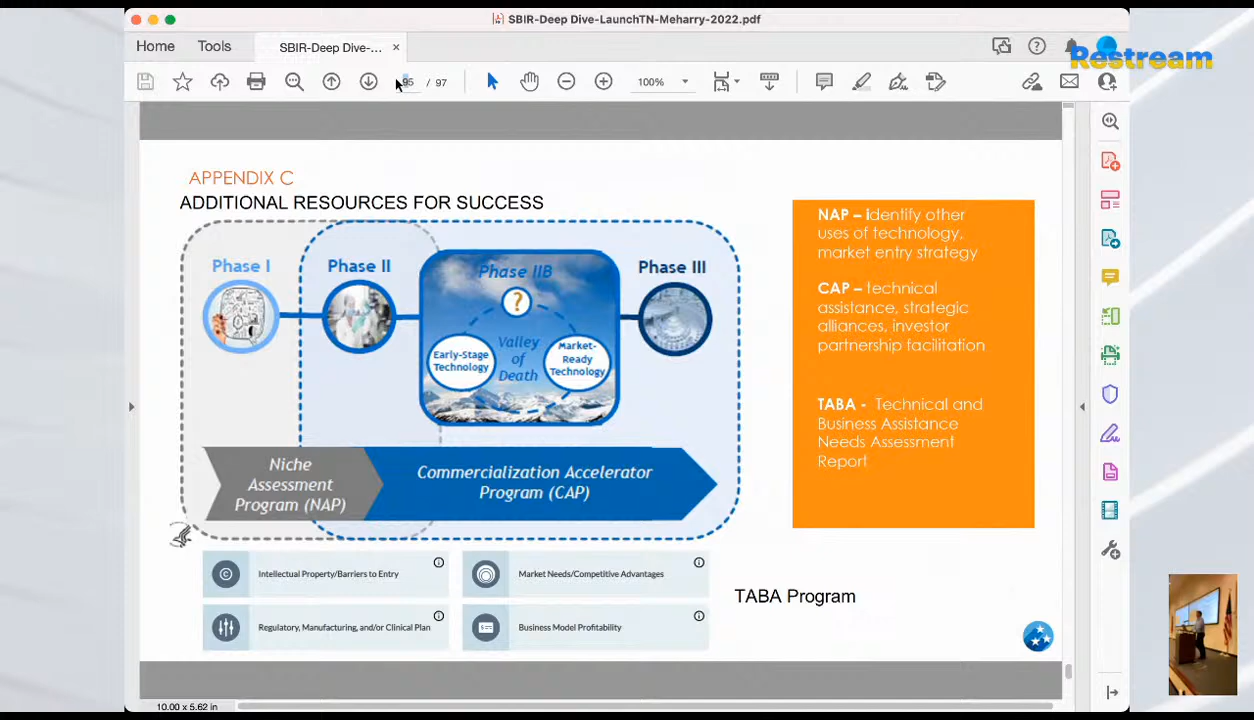 SBIR-Deep Dive-LaunchTN-Meharry-2022.pdf
Home
Tools
SBIR-Deep Dive-...
×
Restream
95 / 97
100%
APPENDIX C
ADDITIONAL RESOURCES FOR SUCCESS
Phase I
Phase II
Phase IIB
Phase III
?
Early-Stage
Technology
Valley
of
Death
Market-
Ready
Technology
Niche
Assessment
Program (NAP)
Commercialization Accelerator
Program (CAP)
NAP – Identify other
uses of technology,
market entry strategy
CAP – technical
assistance, strategic
alliances, investor
partnership facilitation
TABA - Technical and
Business Assistance
Needs Assessment
Report
Intellectual Property/Barriers to Entry
Market Needs/Competitive Advantages
Regulatory, Manufacturing, and/or Clinical Plan
Business Model Profitability
TABA Program
10.00 x 5.62 in